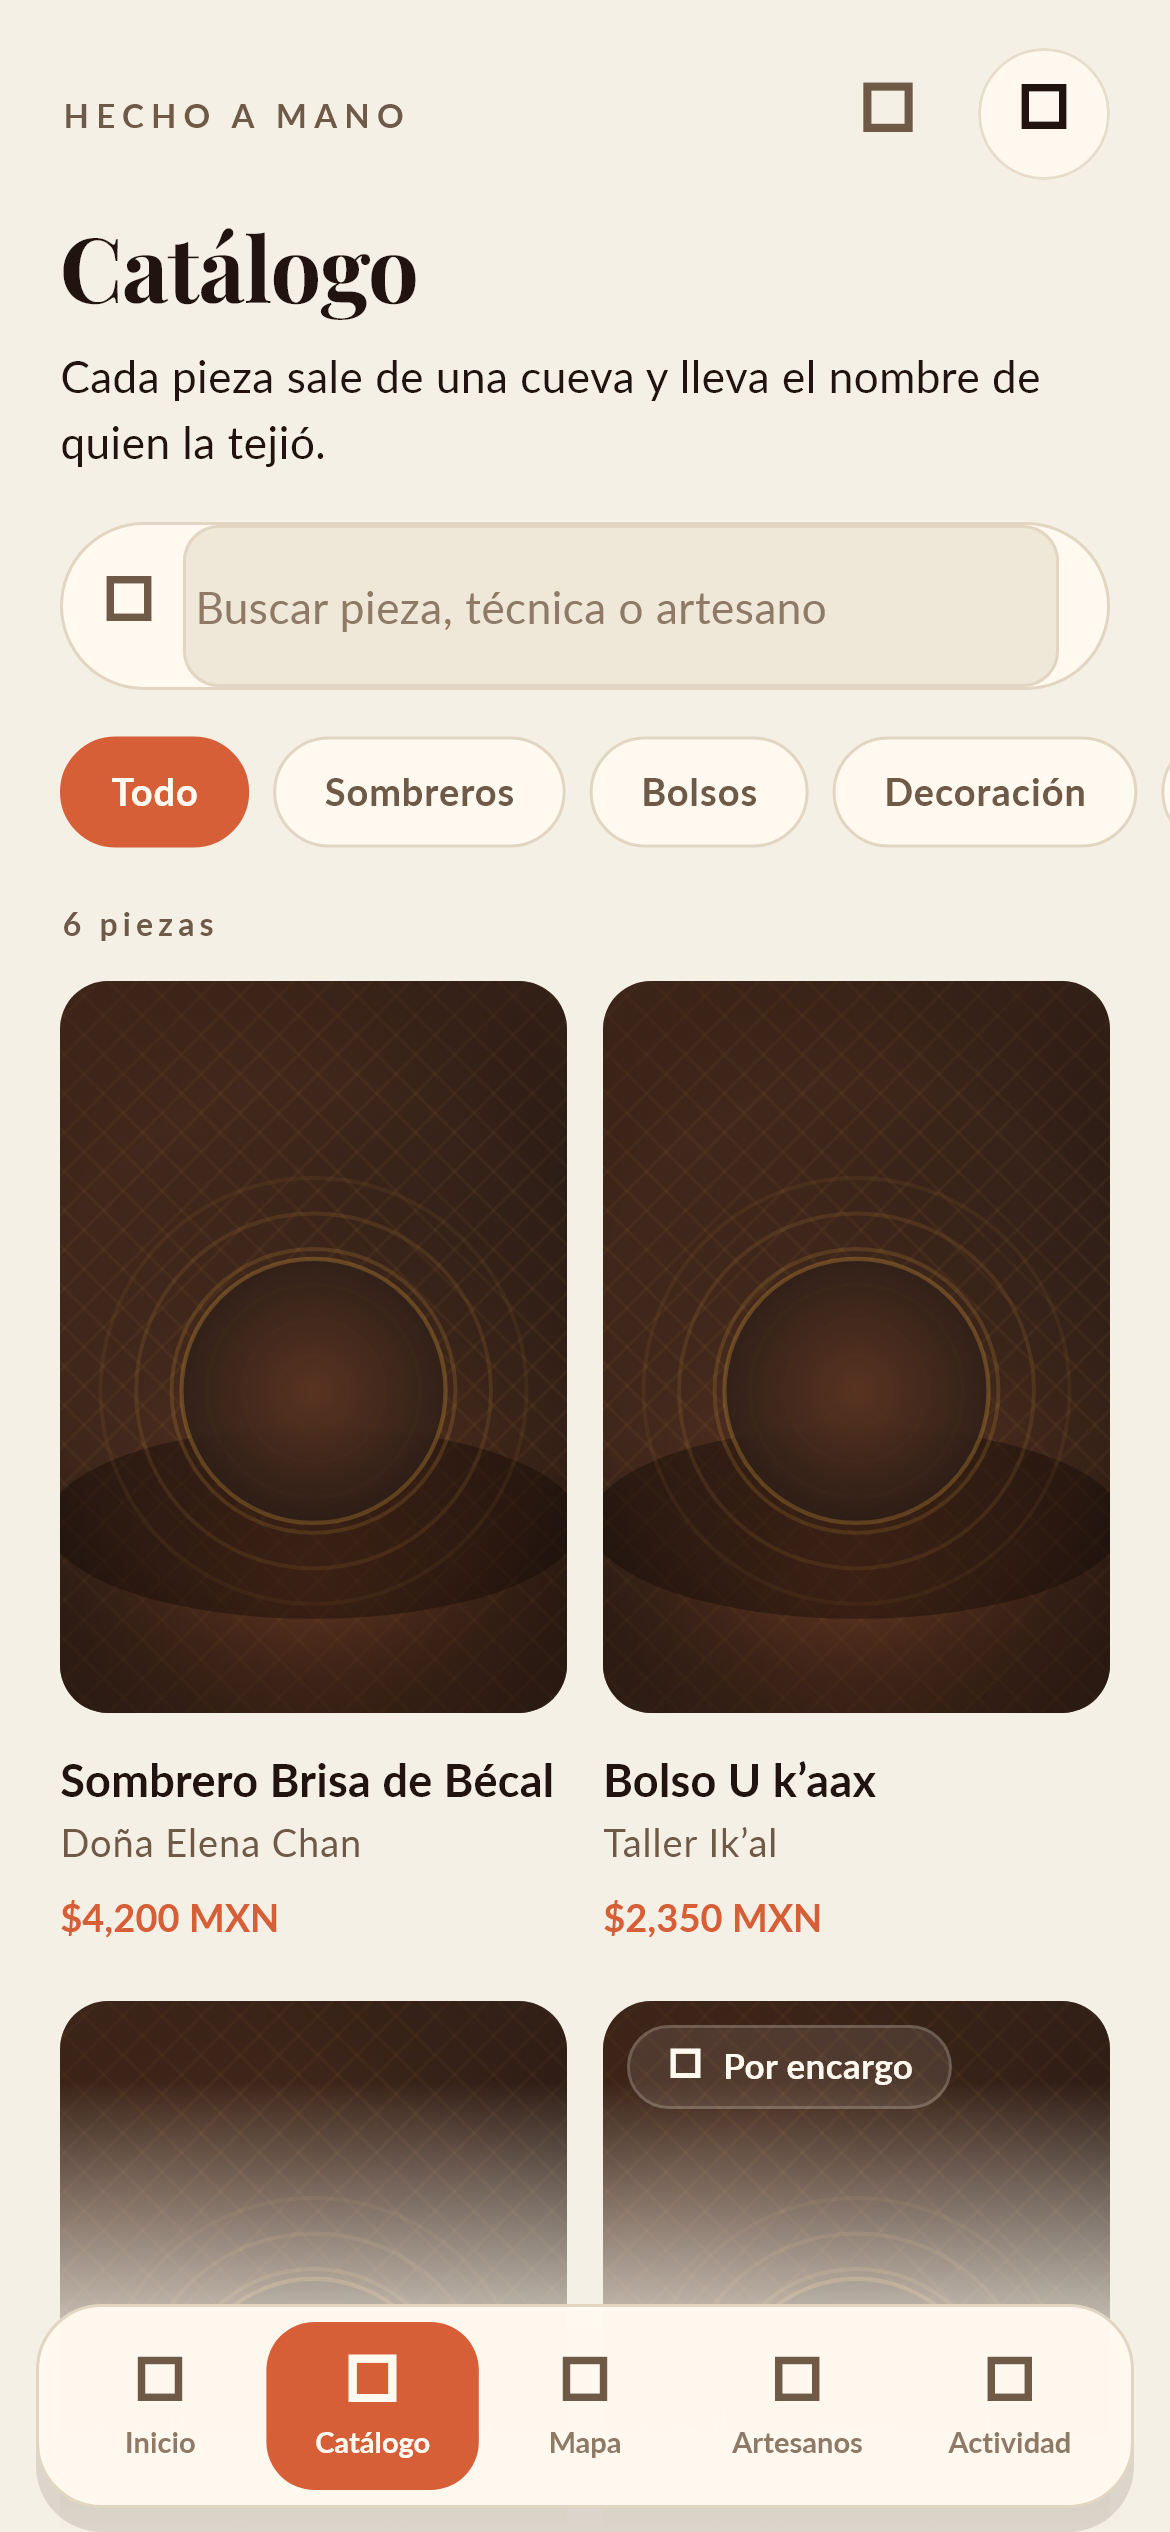 HECHO A MANO
Catálogo
Cada pieza sale de una cueva y lleva el nombre de
quien la tejió.
Buscar pieza, técnica o artesano
Todo
Sombreros
Bolsos
Decoración
6 piezas
Sombrero Brisa de Bécal
Doña Elena Chan
$4,200 MXN
Bolso U k’aax
Taller Ik’al
$2,350 MXN
Por encargo
Inicio
Catálogo
Mapa
Artesanos
Actividad